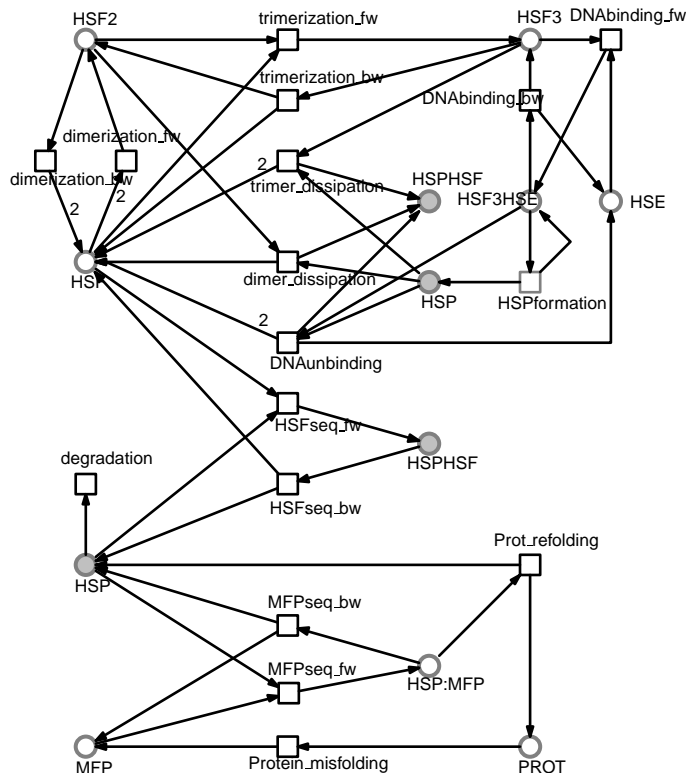 HSF2
trimerization_fw
HSF3
DNAbinding_fw
trimerization_bw
DNAbinding_bw
dimerization_fw
dimerization_bw
2
trimer_dissipation
HSPHSF
HSF3HSE
HSE
2
2
HSF
dimer_dissipation
HSP
HSPformation
2
DNAunbinding
HSFseq_fw
HSPHSF
degradation
HSFseq_bw
Prot_refolding
HSP
MFPseq_bw
MFPseq_fw
HSP:MFP
MFP
Protein_misfolding
PROT